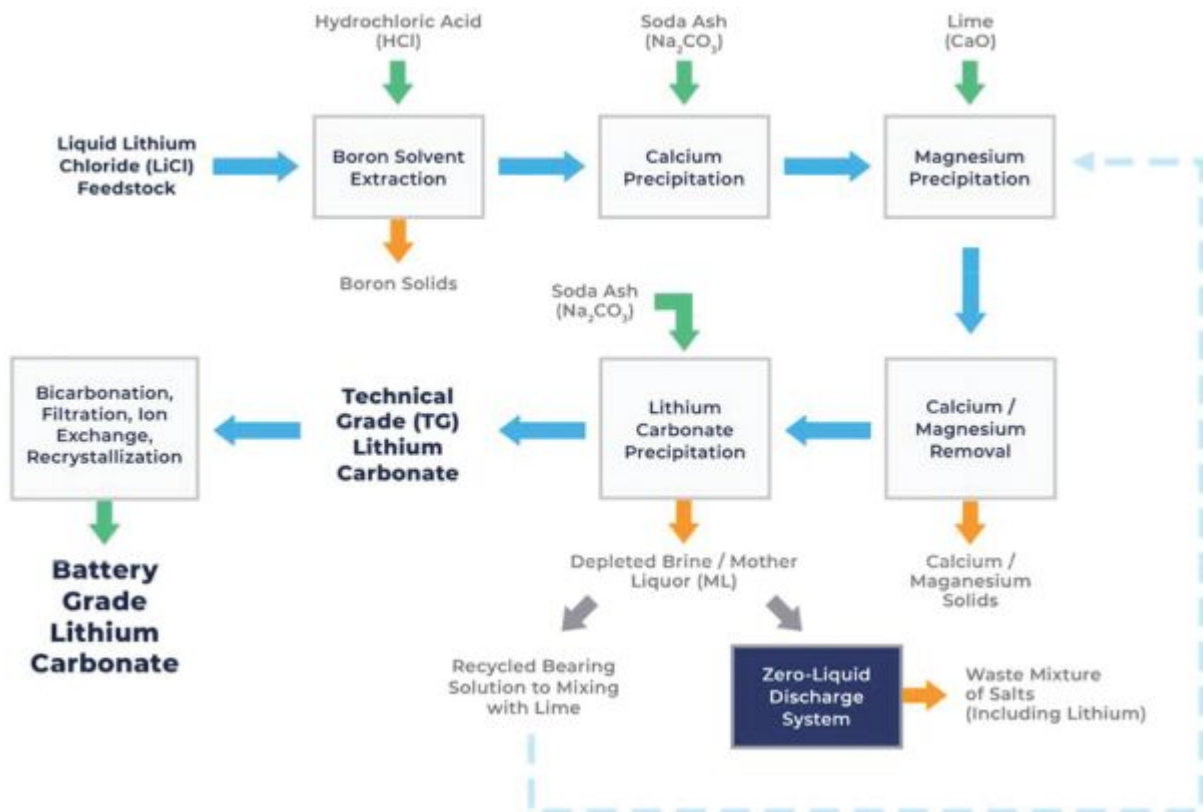 Hydrochloric Acid
(HCl)
Soda Ash
(Na₂CO₃)
Lime
(CaO)
Liquid Lithium
Chloride (LiCl)
Feedstock
Boron Solvent
Extraction
Calcium
Precipitation
Magnesium
Precipitation
Boron Solids
Soda Ash
(Na₂CO₃)
Bicarbonation,
Filtration, Ion
Exchange,
Recrystallization
Technical
Grade (TG)
Lithium
Carbonate
Lithium
Carbonate
Precipitation
Calcium /
Magnesium
Removal
Battery
Grade
Lithium
Carbonate
Depleted Brine / Mother
Liquor (ML)
Calcium /
Maganesium
Solids
Recycled Bearing
Solution to Mixing
with Lime
Zero-Liquid
Discharge
System
Waste Mixture
of Salts
(Including Lithium)